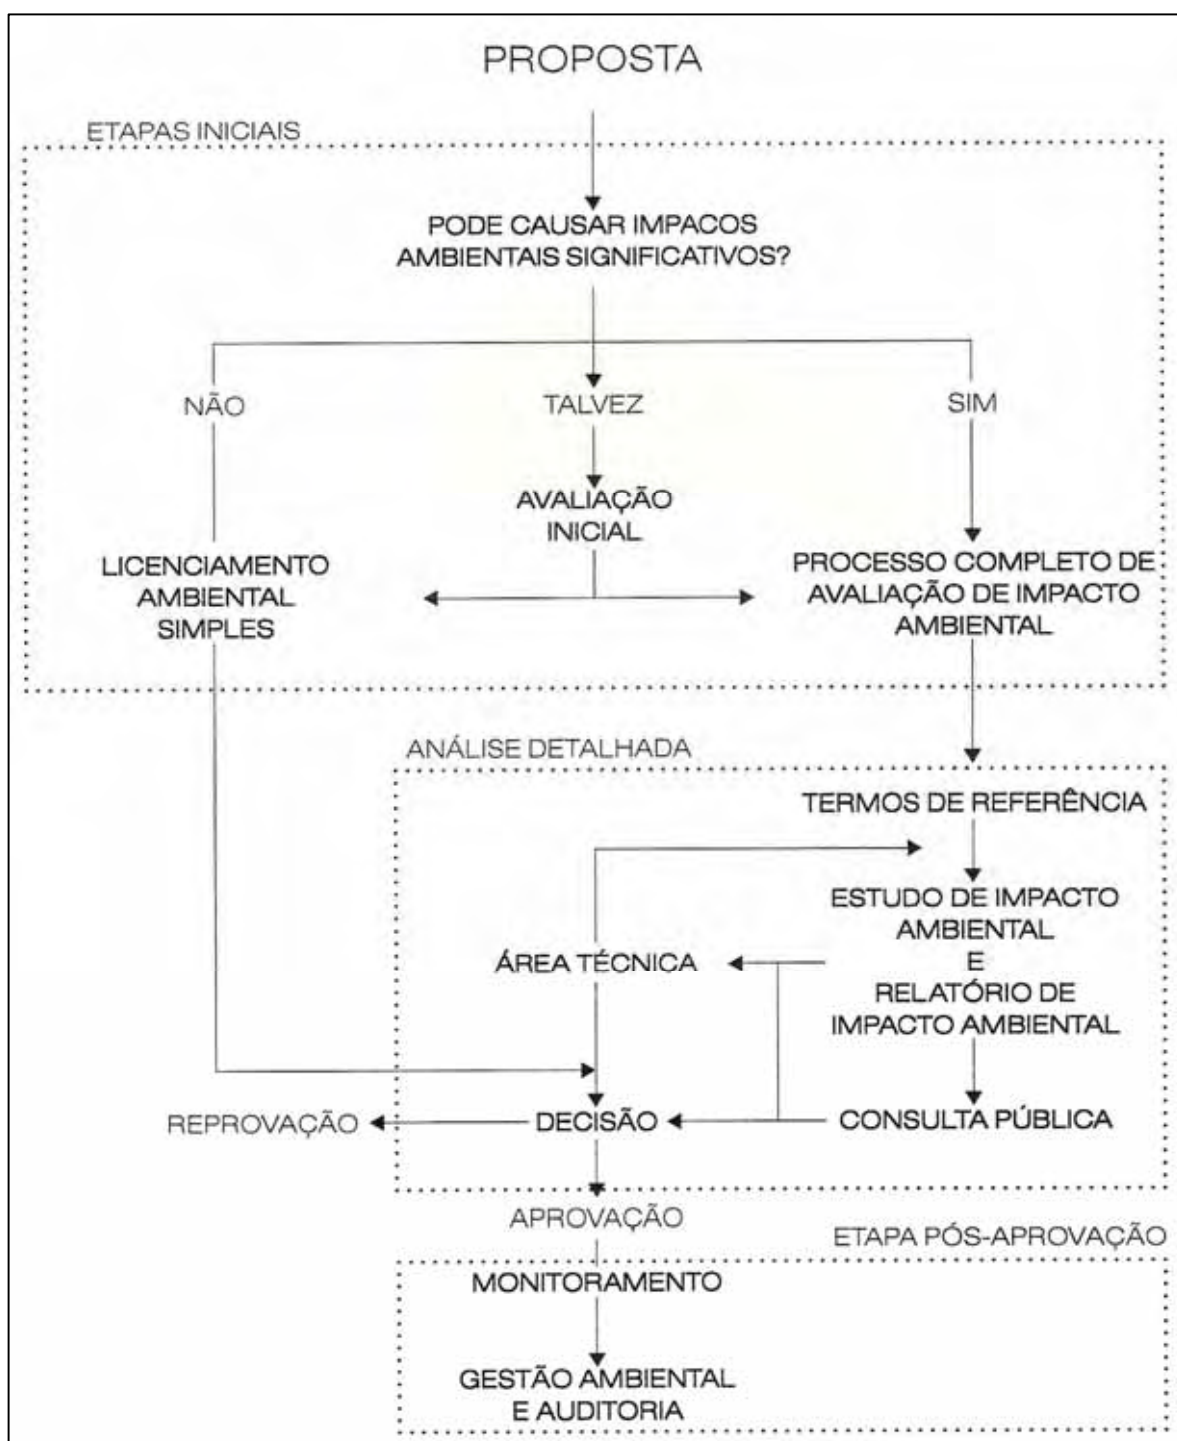 PROPOSTA
ETAPAS INICIAIS
PODE CAUSAR IMPACOS
AMBIENTAIS SIGNIFICATIVOS?
NÃO
TALVEZ
SIM
AVALIAÇÃO
INICIAL
LICENCIAMENTO
AMBIENTAL
SIMPLES
PROCESSO COMPLETO DE
AVALIAÇÃO DE IMPACTO
AMBIENTAL
ANÁLISE DETALHADA
TERMOS DE REFERÊNCIA
ESTUDO DE IMPACTO
AMBIENTAL
E
RELATÓRIO DE
IMPACTO AMBIENTAL
ÁREA TÉCNICA
REPROVAÇÃO
DECISÃO
CONSULTA PÚBLICA
APROVAÇÃO
ETAPA PÓS-APROVAÇÃO
MONITORAMENTO
GESTÃO AMBIENTAL
E AUDITORIA